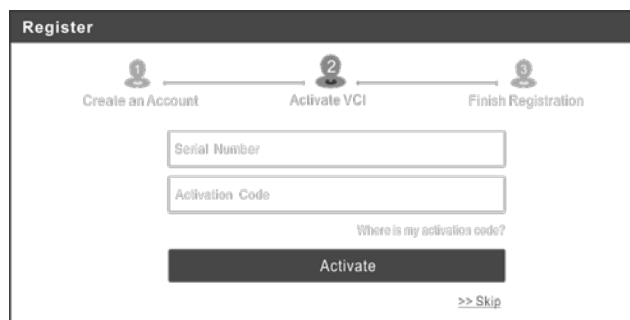 Register
1 2 3
Create an Account Activate VCI Finish Registration
Serial Number
Activation Code
Where is my activation code?
Activate
>> Skip